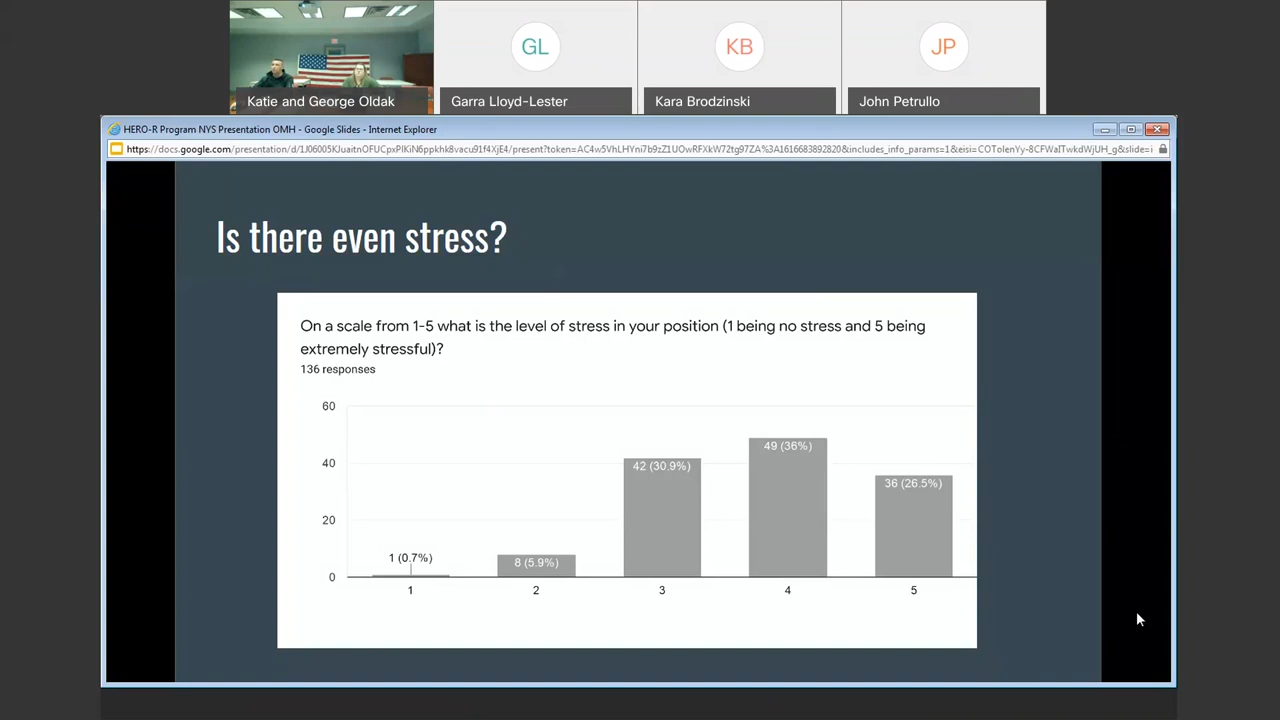 GL
KB
JP
Katie and George Oldak
Garra Lloyd-Lester
Kara Brodzinski
John Petrullo
HERO-R Program NYS Presentation OMH - Google Slides - Internet Explorer
Is there even stress?
On a scale from 1-5 what is the level of stress in your position (1 being no stress and 5 being
extremely stressful)?
136 responses
60
40
20
0
1 (0.7%)
8 (5.9%)
42 (30.9%)
49 (36%)
36 (26.5%)
1
2
3
4
5